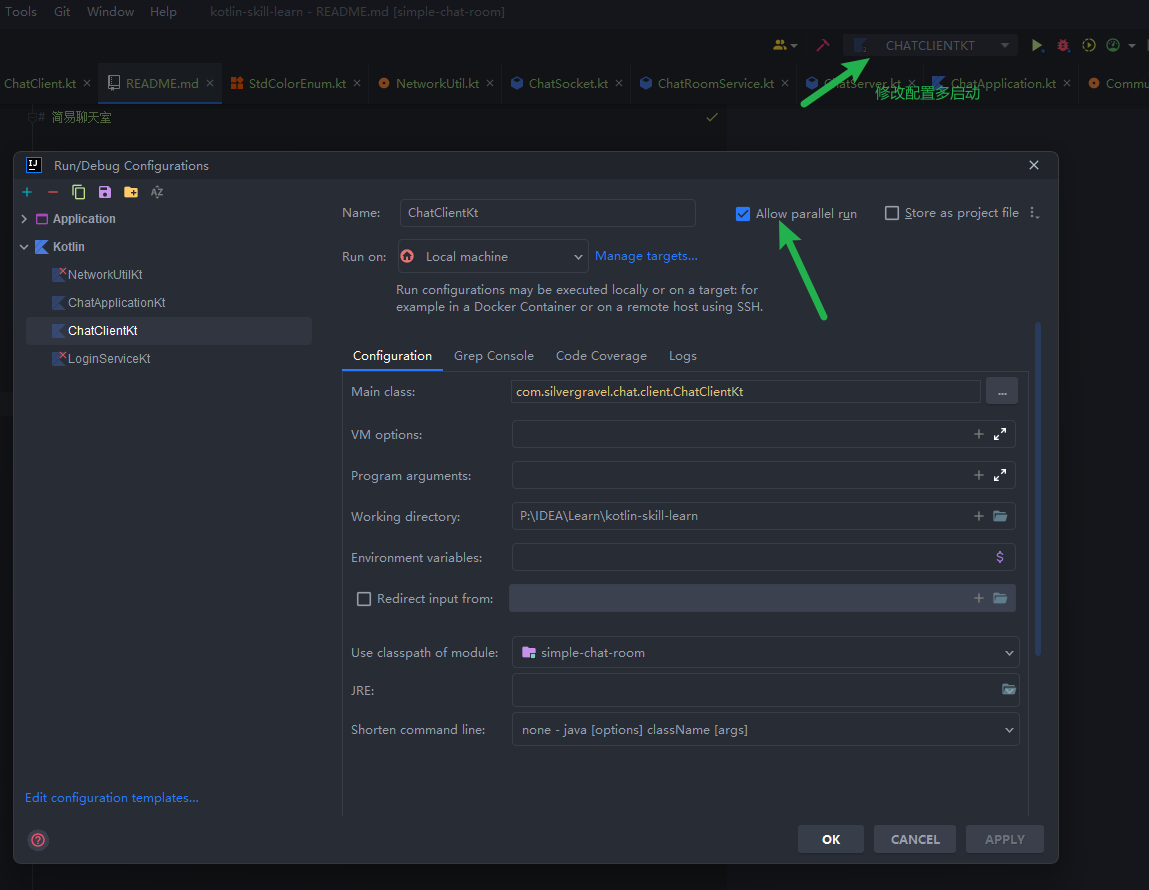 Tools Git Window Help kotlin-skill-learn - README.md [simple-chat-room]
CHATCLIENTKT
ChatClient.kt README.md StdColorEnum.kt NetworkUtil.kt ChatSocket.kt ChatRoomService.kt ChatServer.kt ChatApplication.kt Commu
修改配置多启动
# 简易聊天室
Run/Debug Configurations
Application
Kotlin
NetworkUtilKt
ChatApplicationKt
ChatClientKt
LoginServiceKt
Edit configuration templates...
Name: ChatClientKt Allow parallel run Store as project file
Run on: Local machine Manage targets...
Run configurations may be executed locally or on a target: for
example in a Docker Container or on a remote host using SSH.
Configuration Grep Console Code Coverage Logs
Main class: com.silvergravel.chat.client.ChatClientKt ...
VM options:
Program arguments:
Working directory: P:\IDEA\Learn\kotlin-skill-learn
Environment variables: $
Redirect input from:
Use classpath of module: simple-chat-room
JRE:
Shorten command line: none - java [options] className [args]
OK CANCEL APPLY